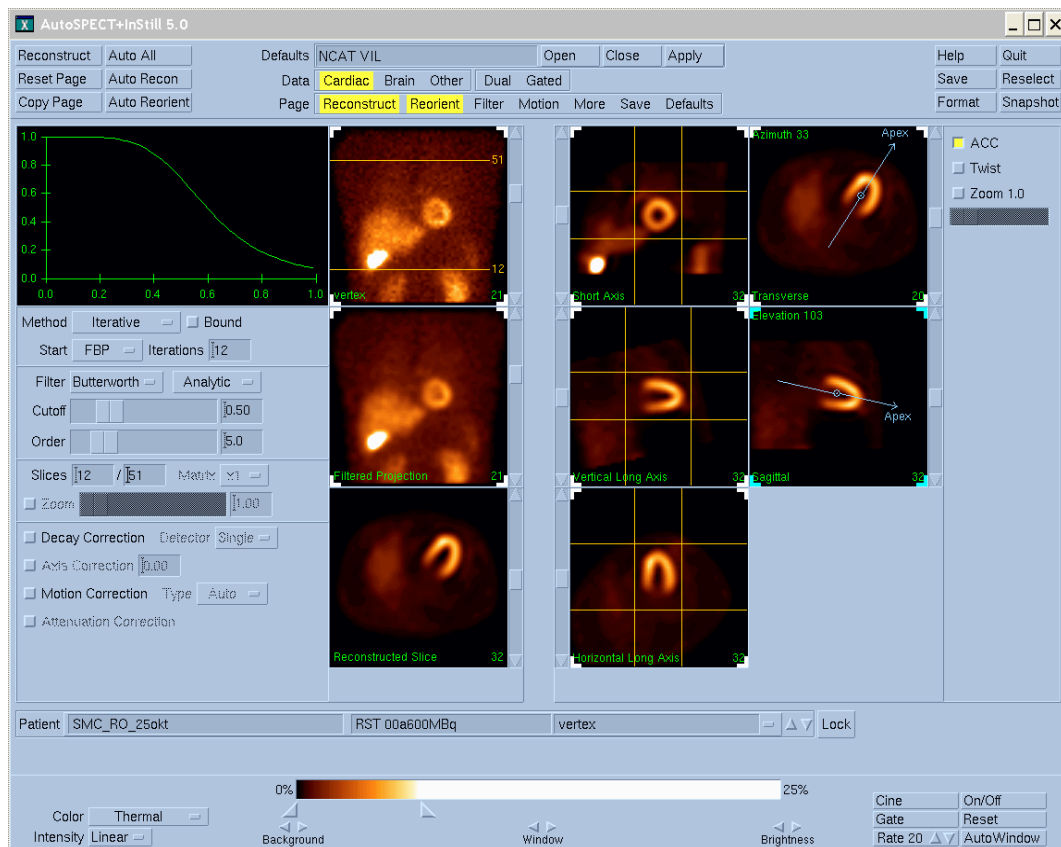 X AutoSPECT+InStill 5.0
Reconstruct Auto All Defaults NCAT VIL Open Close Apply Help Quit
Reset Page Auto Recon Data Cardiac Brain Other Dual Gated Save Reselect
Copy Page Auto Reorient Page Reconstruct Reorient Filter Motion More Save Defaults Format Snapshot
1.0
0.8
0.6
0.4
0.2
0.0
0.0 0.2 0.4 0.6 0.8 1.0
51
12
vertex 21
Short Axis 32
Azimuth 33
Apex
Transverse 20
ACC
Twist
Zoom 1.0
Method Iterative Bound
Start FBP Iterations 12
Filter Butterworth Analytic
Cutoff 0.50
Order 5.0
Slices 12 / 51 Matrix x1
Zoom 1.00
Filtered Projection 21
Vertical Long Axis 32
Elevation 103
Apex
Sagittal 32
Decay Correction Detector Single
Axis Correction 0.00
Motion Correction Type Auto
Attenuation Correction
Reconstructed Slice 32
Horizontal Long Axis 32
Patient SMC_RO_25okt RST 00a600MBq vertex Lock
0% 25%
Color Thermal
Intensity Linear
Background Window Brightness
Cine On/Off
Gate Reset
Rate 20 AutoWindow